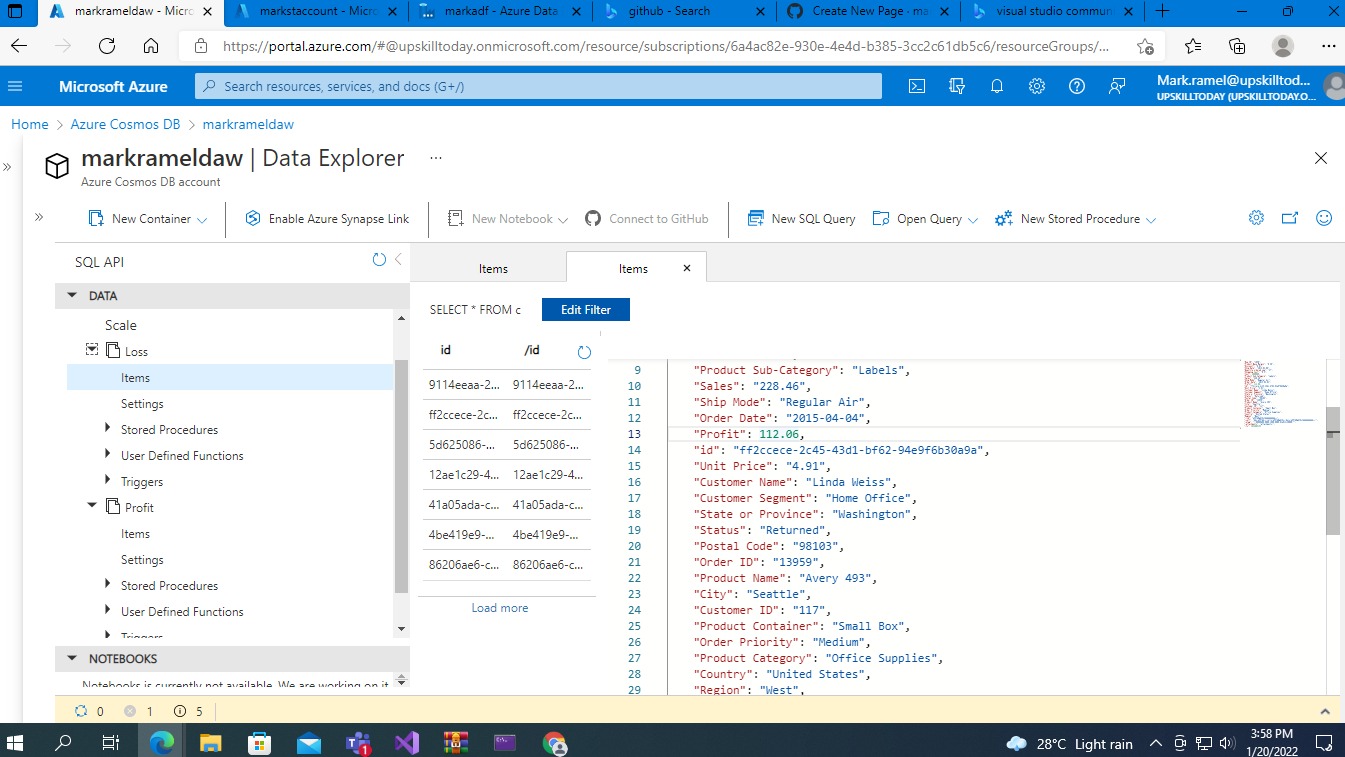 markrameldaw - Micro
markstaccount - Micro
markadf - Azure Data
github - Search
Create New Page · ma
visual studio commun
https://portal.azure.com/#@upskilltoday.onmicrosoft.com/resource/subscriptions/6a4ac82e-930e-4e4d-b385-3cc2c61db5c6/resourceGroups/...
Microsoft Azure
Search resources, services, and docs (G+/)
Mark.ramel@upskilltod...
UPSKILLTODAY (UPSKILLTODAY.O...
Home > Azure Cosmos DB > markrameldaw
markrameldaw | Data Explorer ...
Azure Cosmos DB account
New Container
Enable Azure Synapse Link
New Notebook
Connect to GitHub
New SQL Query
Open Query
New Stored Procedure
SQL API
DATA
Scale
Loss
Items
Settings
Stored Procedures
User Defined Functions
Triggers
Profit
Items
Settings
Stored Procedures
User Defined Functions
Triggers
NOTEBOOKS
Notebooks is currently not available. We are working on it
Items
Items
SELECT * FROM c
Edit Filter
id /id
9114eeaa-2... 9114eeaa-2...
ff2ccece-2c... ff2ccece-2c...
5d625086-... 5d625086-...
12ae1c29-4... 12ae1c29-4...
41a05ada-c... 41a05ada-c...
4be419e9-... 4be419e9-...
86206ae6-c... 86206ae6-c...
Load more
9 "Product Sub-Category": "Labels",
10 "Sales": "228.46",
11 "Ship Mode": "Regular Air",
12 "Order Date": "2015-04-04",
13 "Profit": 112.06,
14 "id": "ff2ccece-2c45-43d1-bf62-94e9f6b30a9a",
15 "Unit Price": "4.91",
16 "Customer Name": "Linda Weiss",
17 "Customer Segment": "Home Office",
18 "State or Province": "Washington",
19 "Status": "Returned",
20 "Postal Code": "98103",
21 "Order ID": "13959",
22 "Product Name": "Avery 493",
23 "City": "Seattle",
24 "Customer ID": "117",
25 "Product Container": "Small Box",
26 "Order Priority": "Medium",
27 "Product Category": "Office Supplies",
28 "Country": "United States",
29 "Region": "West",
0 1 5
1
28°C Light rain
3:58 PM
1/20/2022